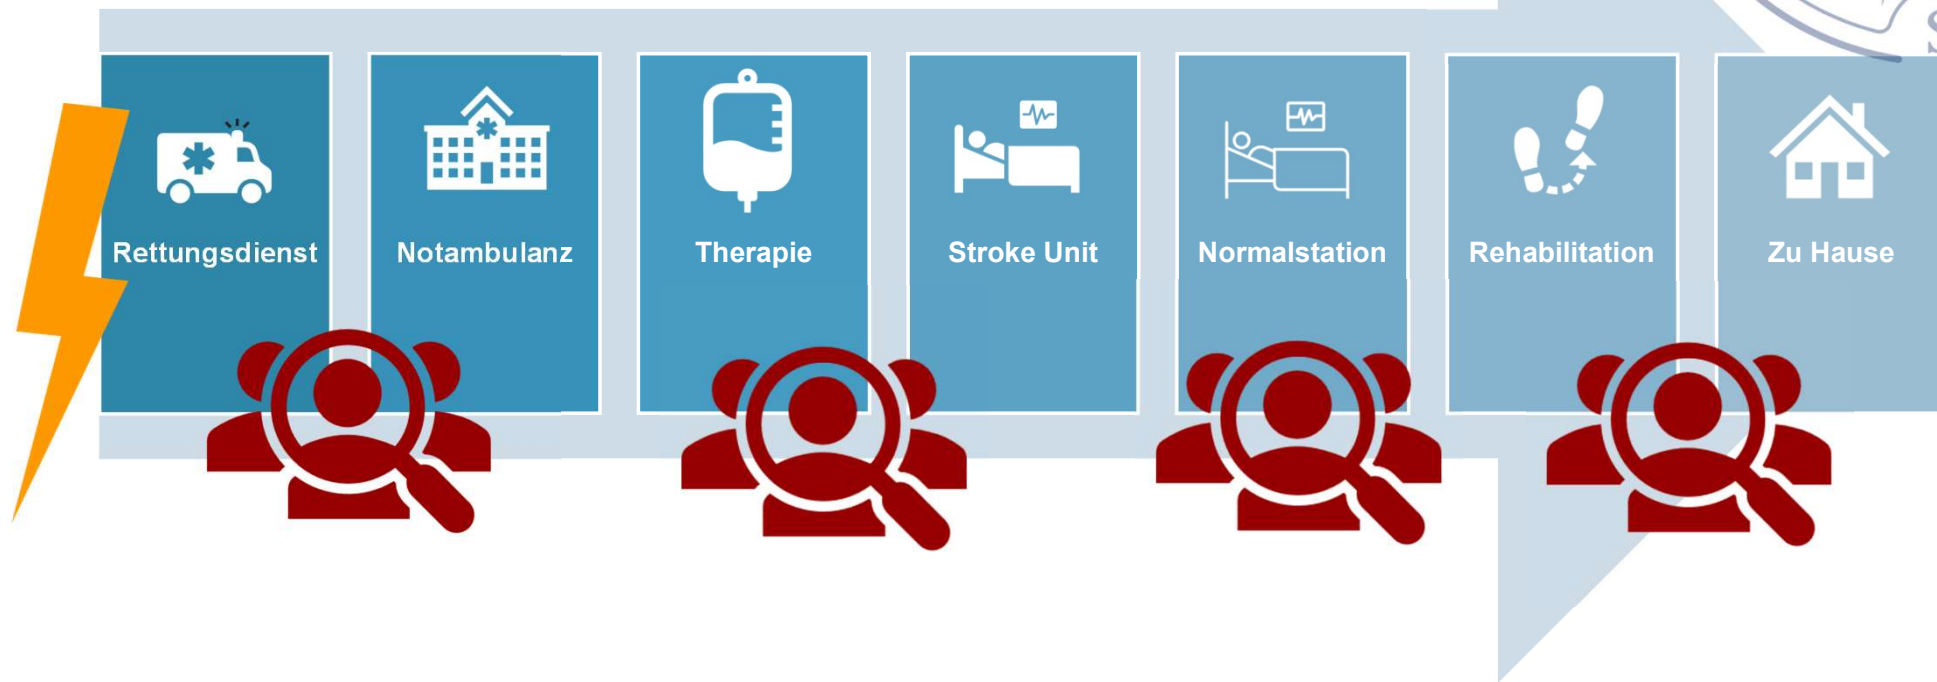 Rettungsdienst
Notambulanz
Therapie
Stroke Unit
Normalstation
Rehabilitation
Zu Hause